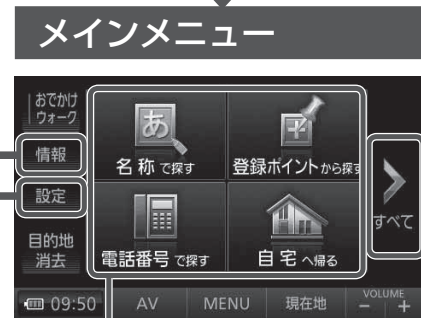 メインメニュー
おでかけ
ウォーク
情報
設定
目的地
消去
あ
名称 で探す
登録ポイントから探す
電話番号 で探す
自宅 へ帰る
すべて
09:50
AV
MENU
現在地
VOLUME
− +